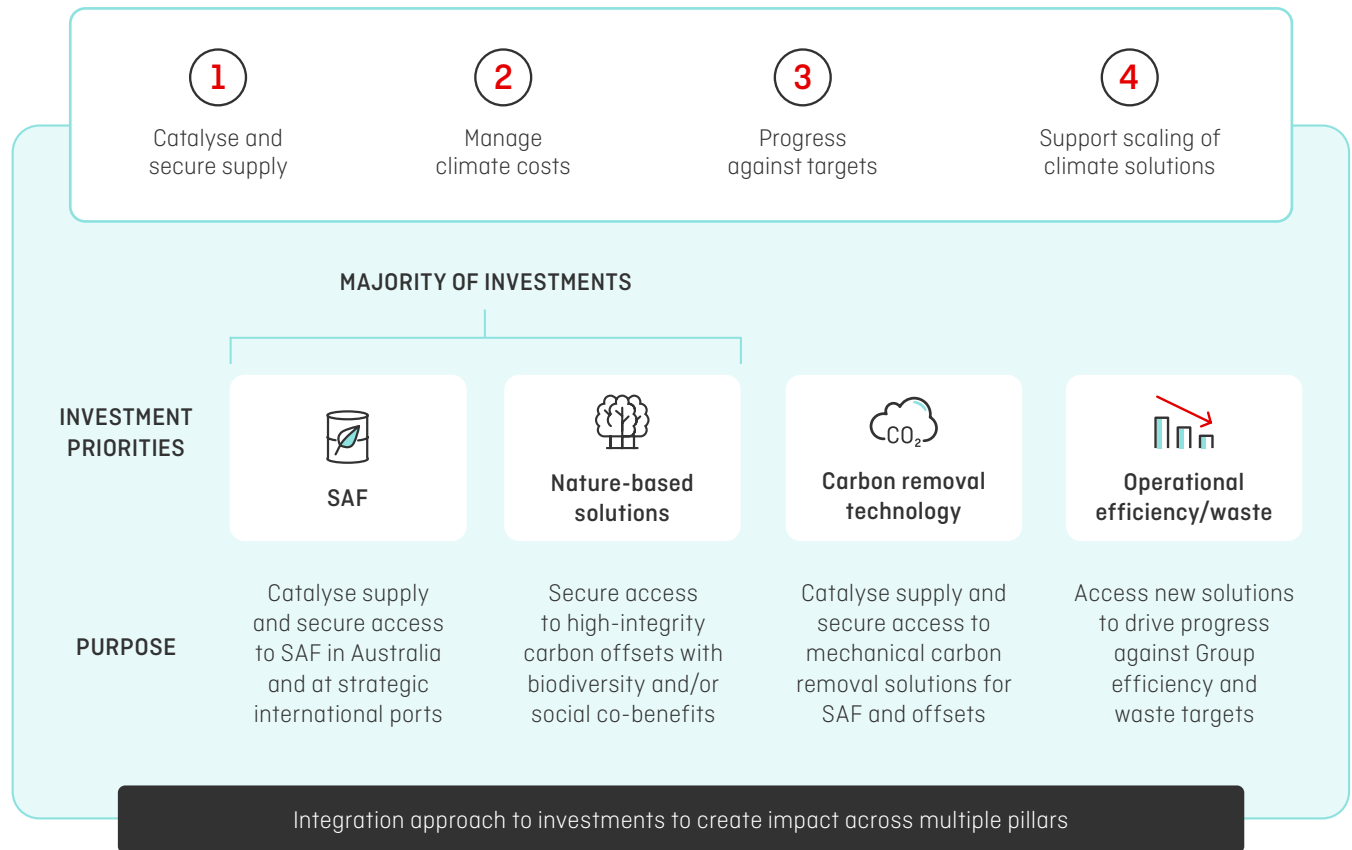 1
Catalyse and
secure supply
2
Manage
climate costs
3
Progress
against targets
4
Support scaling of
climate solutions
MAJORITY OF INVESTMENTS
INVESTMENT
PRIORITIES
SAF
Nature-based
solutions
CO₂
Carbon removal
technology
Operational
efficiency/waste
PURPOSE
Catalyse supply
and secure access
to SAF in Australia
and at strategic
international ports
Secure access
to high-integrity
carbon offsets with
biodiversity and/or
social co-benefits
Catalyse supply and
secure access to
mechanical carbon
removal solutions for
SAF and offsets
Access new solutions
to drive progress
against Group
efficiency and
waste targets
Integration approach to investments to create impact across multiple pillars